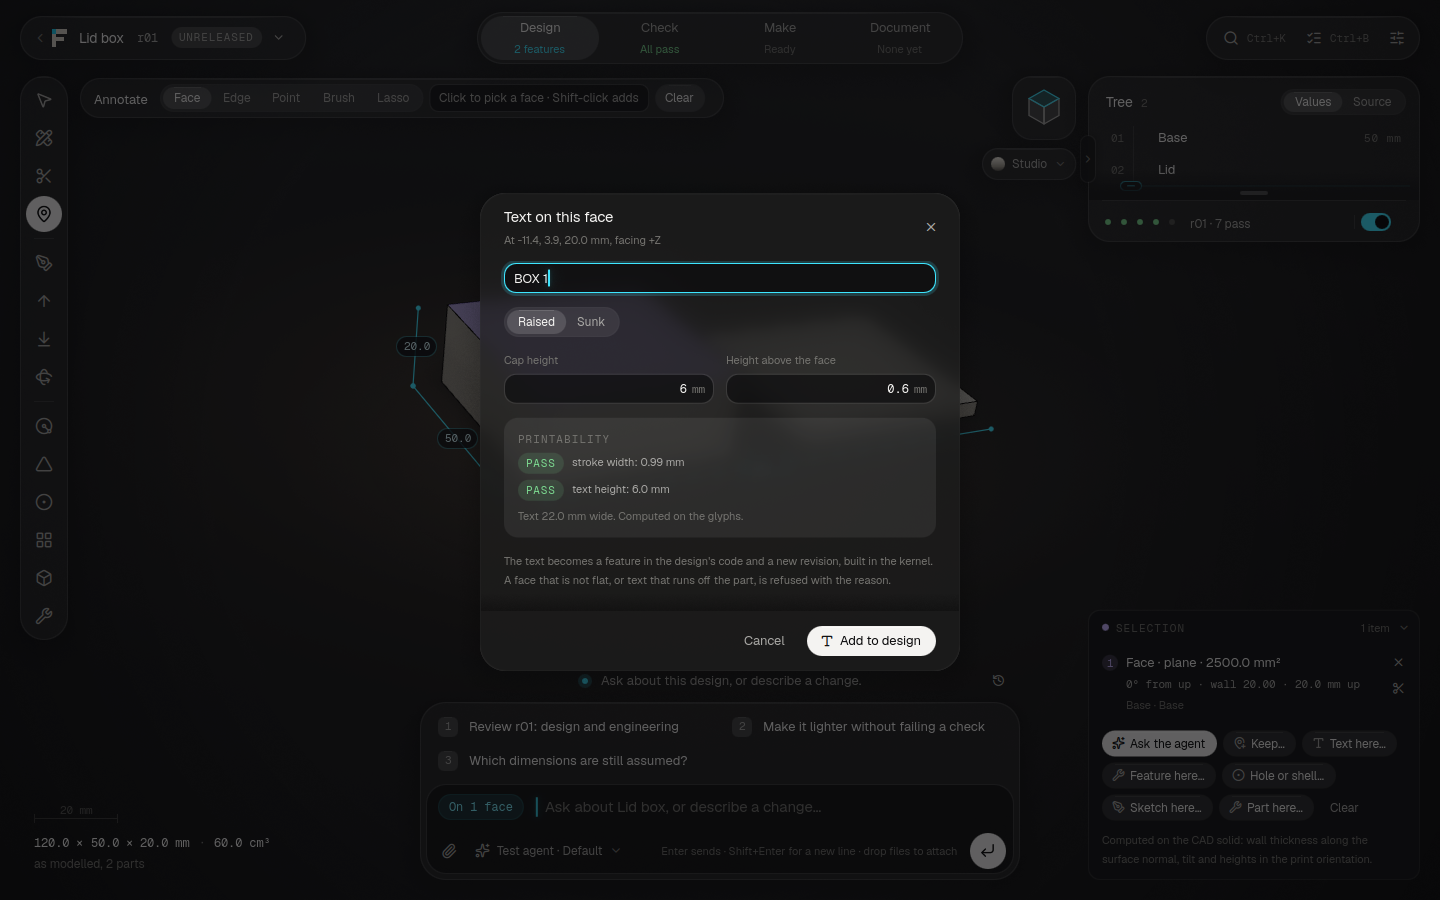 Lid box r01 UNRELEASED
Design
2 features
Check
All pass
Make
Ready
Document
None yet
Ctrl+K
Ctrl+B
Annotate Face Edge Point Brush Lasso Click to pick a face · Shift-click adds Clear
Studio
Tree 2 Values Source
01 Base 50 mm
02 Lid
r01 · 7 pass
20.0
50.0
Text on this face
At -11.4, 3.9, 20.0 mm, facing +Z
BOX 1
Raised Sunk
Cap height
6 mm
Height above the face
0.6 mm
PRINTABILITY
PASS stroke width: 0.99 mm
PASS text height: 6.0 mm
Text 22.0 mm wide. Computed on the glyphs.
The text becomes a feature in the design's code and a new revision, built in the kernel.
A face that is not flat, or text that runs off the part, is refused with the reason.
Cancel Add to design
Ask about this design, or describe a change.
1 Review r01: design and engineering
2 Make it lighter without failing a check
3 Which dimensions are still assumed?
On 1 face Ask about Lid box, or describe a change...
Test agent · Default Enter sends · Shift+Enter for a new line · drop files to attach
20 mm
120.0 × 50.0 × 20.0 mm · 60.0 cm³
as modelled, 2 parts
SELECTION 1 item
1 Face · plane · 2500.0 mm²
0° from up · wall 20.00 · 20.0 mm up
Base · Base
Ask the agent Keep... Text here...
Feature here... Hole or shell...
Sketch here... Part here... Clear
Computed on the CAD solid: wall thickness along the
surface normal, tilt and heights in the print orientation.